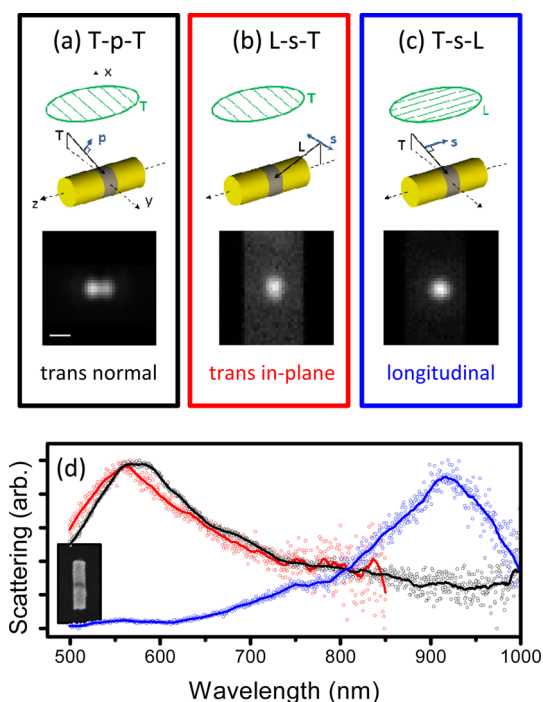 (a) T-p-T
(b) L-s-T
(c) T-s-L
x
T
T
p
z
y
T
L
s
L
T
s
trans normal
trans in-plane
longitudinal
(d)
Scattering (arb.)
500 600 700 800 900 1000
Wavelength (nm)